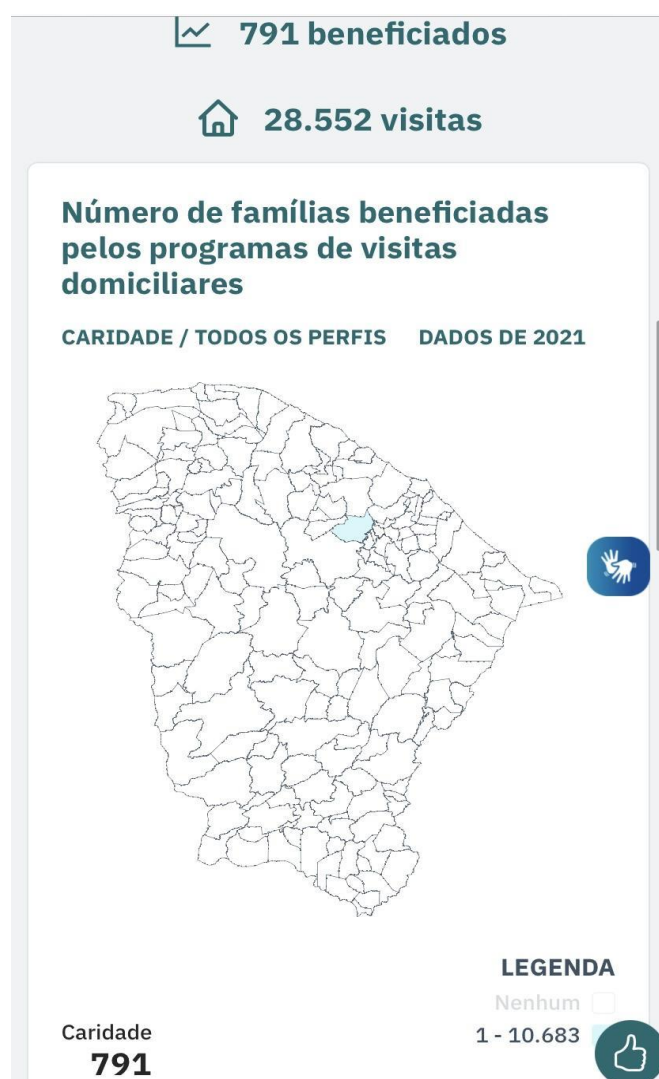 791 beneficiados
28.552 visitas
Número de famílias beneficiadas
pelos programas de visitas
domiciliares
CARIDADE / TODOS OS PERFIS DADOS DE 2021
LEGENDA
Nenhum
1 - 10.683
Caridade
791